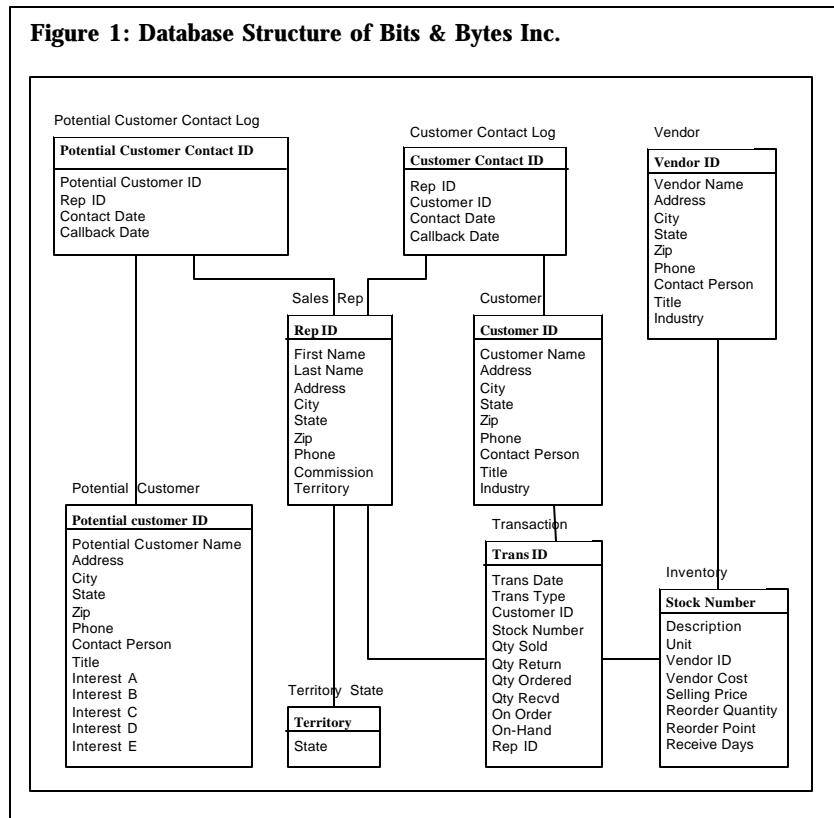 Figure 1: Database Structure of Bits & Bytes Inc.
Potential Customer Contact Log
Potential Customer Contact ID
Potential Customer ID
Rep ID
Contact Date
Callback Date
Customer Contact Log
Customer Contact ID
Rep ID
Customer ID
Contact Date
Callback Date
Vendor
Vendor ID
Vendor Name
Address
City
State
Zip
Phone
Contact Person
Title
Industry
Sales Rep
Rep ID
First Name
Last Name
Address
City
State
Zip
Phone
Commission
Territory
Customer
Customer ID
Customer Name
Address
City
State
Zip
Phone
Contact Person
Title
Industry
Potential Customer
Potential customer ID
Potential Customer Name
Address
City
State
Zip
Phone
Contact Person
Title
Interest A
Interest B
Interest C
Interest D
Interest E
Territory State
Territory
State
Transaction
Trans ID
Trans Date
Trans Type
Customer ID
Stock Number
Qty Sold
Qty Return
Qty Ordered
Qty Recvd
On Order
On-Hand
Rep ID
Inventory
Stock Number
Description
Unit
Vendor ID
Vendor Cost
Selling Price
Reorder Quantity
Reorder Point
Receive Days